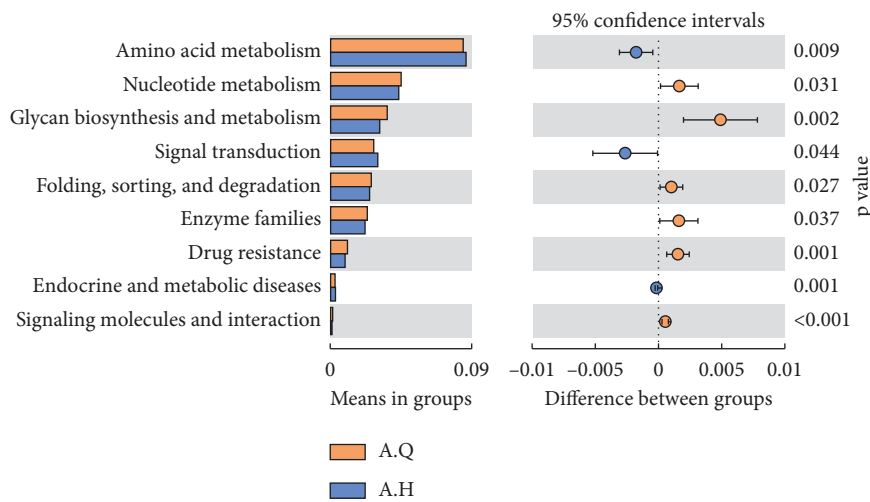 95% confidence intervals
Amino acid metabolism 0.009
Nucleotide metabolism 0.031
Glycan biosynthesis and metabolism 0.002
Signal transduction 0.044
Folding, sorting, and degradation 0.027
Enzyme families 0.037
Drug resistance 0.001
Endocrine and metabolic diseases 0.001
Signaling molecules and interaction <0.001
p value
0 0.09 −0.01 −0.005 0 0.005 0.01
Means in groups Difference between groups
A.Q
A.H